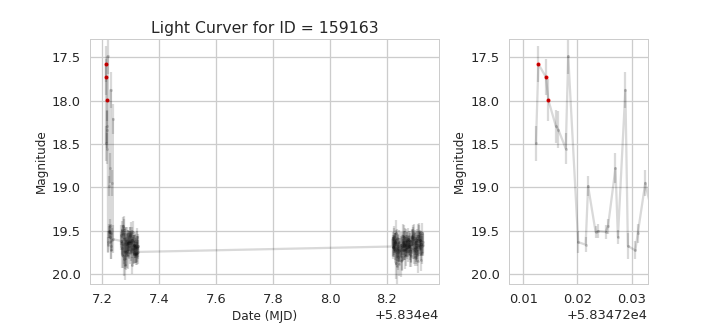 Light Curver for ID = 159163
17.5
18.0
18.5
19.0
19.5
20.0
Magnitude
7.2 7.4 7.6 7.8 8.0 8.2
Date (MJD)
+5.834e4
17.5
18.0
18.5
19.0
19.5
20.0
Magnitude
0.01 0.02 0.03
+5.83472e4